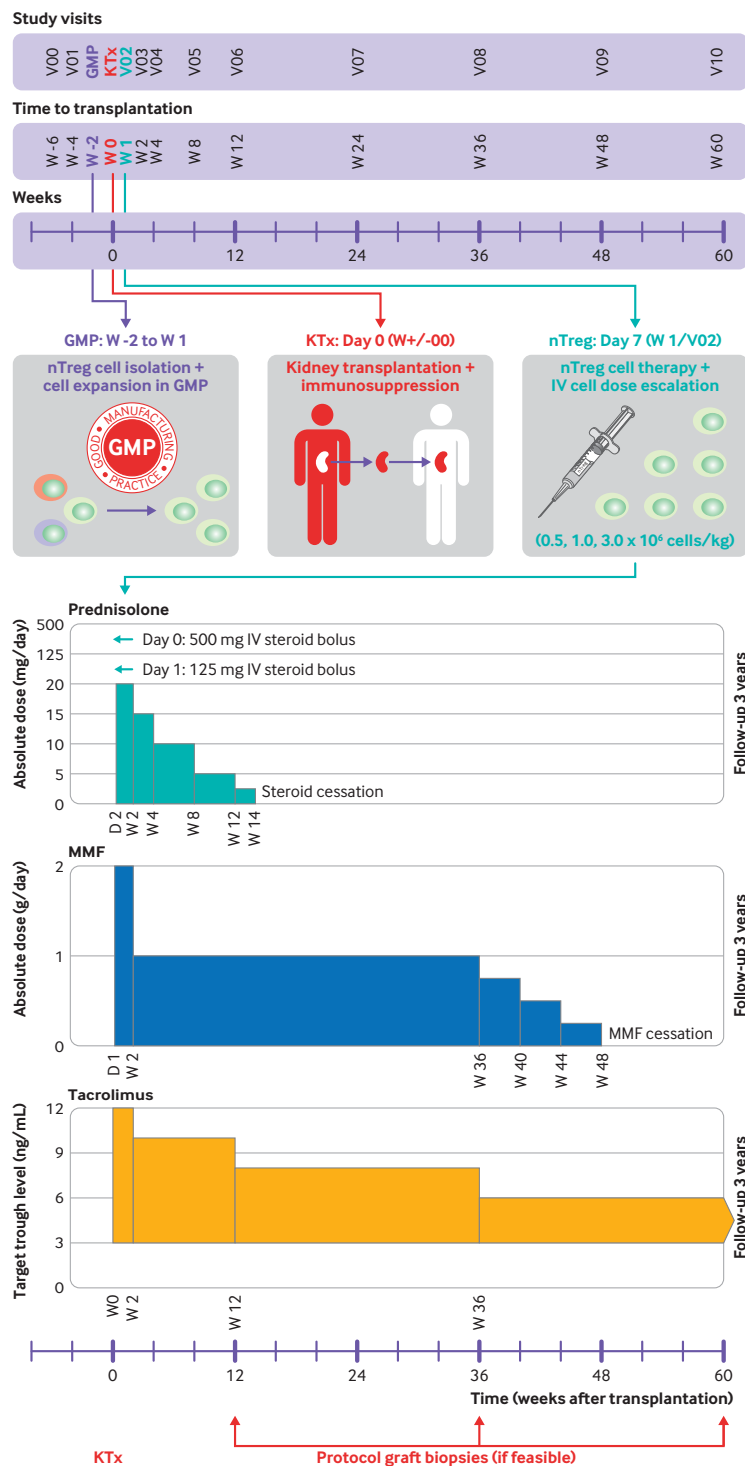 Study visits
V00 V01 GMP KTx V02 V03 V04 V05 V06 V07 V08 V09 V10
Time to transplantation
W -6 W -4 W -2 W 0 W 1 W 2 W 4 W 8 W 12 W 24 W 36 W 48 W 60
Weeks
0 12 24 36 48 60
GMP: W -2 to W 1
nTreg cell isolation +
cell expansion in GMP
GOOD • MANUFACTURING • PRACTICE
GMP
KTx: Day 0 (W+/-00)
Kidney transplantation +
immunosuppression
nTreg: Day 7 (W 1/V02)
nTreg cell therapy +
IV cell dose escalation
(0.5, 1.0, 3.0 x 10⁶ cells/kg)
Prednisolone
Absolute dose (mg/day)
500
125
20
15
10
5
0
Day 0: 500 mg IV steroid bolus
Day 1: 125 mg IV steroid bolus
Steroid cessation
D 2 W 2 W 4 W 8 W 12 W 14
Follow-up 3 years
MMF
Absolute dose (g/day)
2
1
0
MMF cessation
D 1 W 2 W 36 W 40 W 44 W 48
Follow-up 3 years
Tacrolimus
Target trough level (ng/mL)
12
9
6
3
0
W0 W 2 W 12 W 36
Follow-up 3 years
0 12 24 36 48 60
Time (weeks after transplantation)
KTx
Protocol graft biopsies (if feasible)